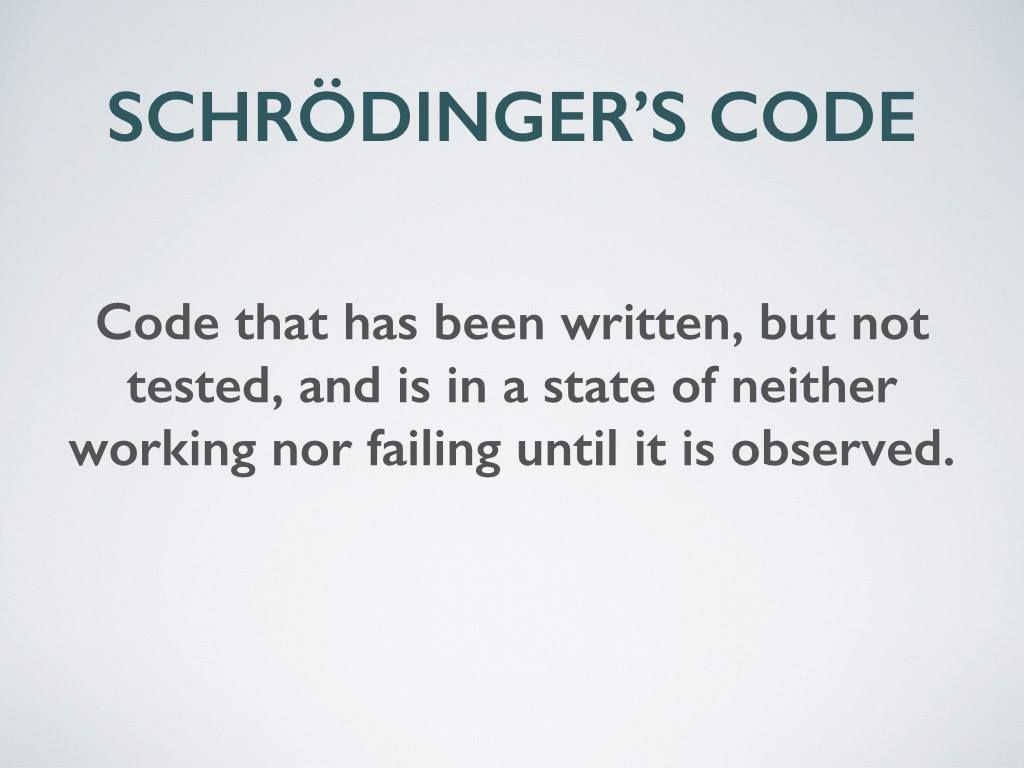 SCHRÖDINGER’S CODE
Code that has been written, but not
tested, and is in a state of neither
working nor failing until it is observed.